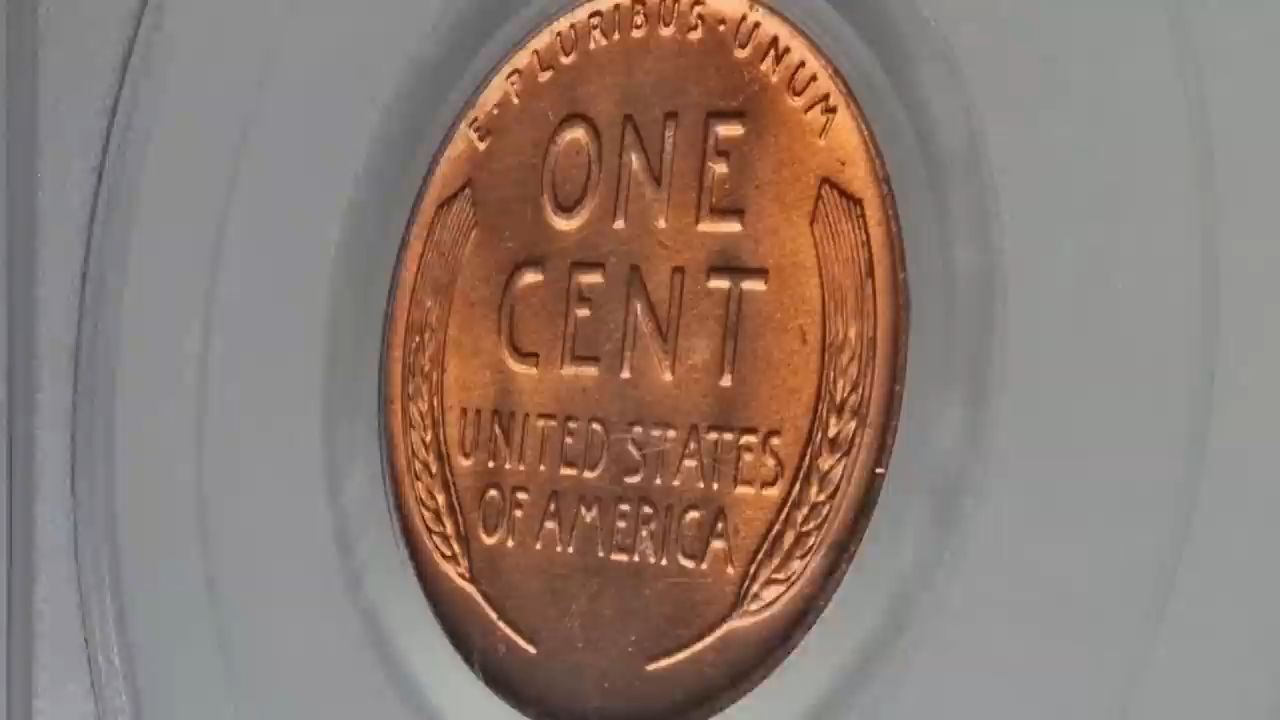 E·PLURIBUS·UNUM
ONE
CENT
UNITED STATES
OF AMERICA